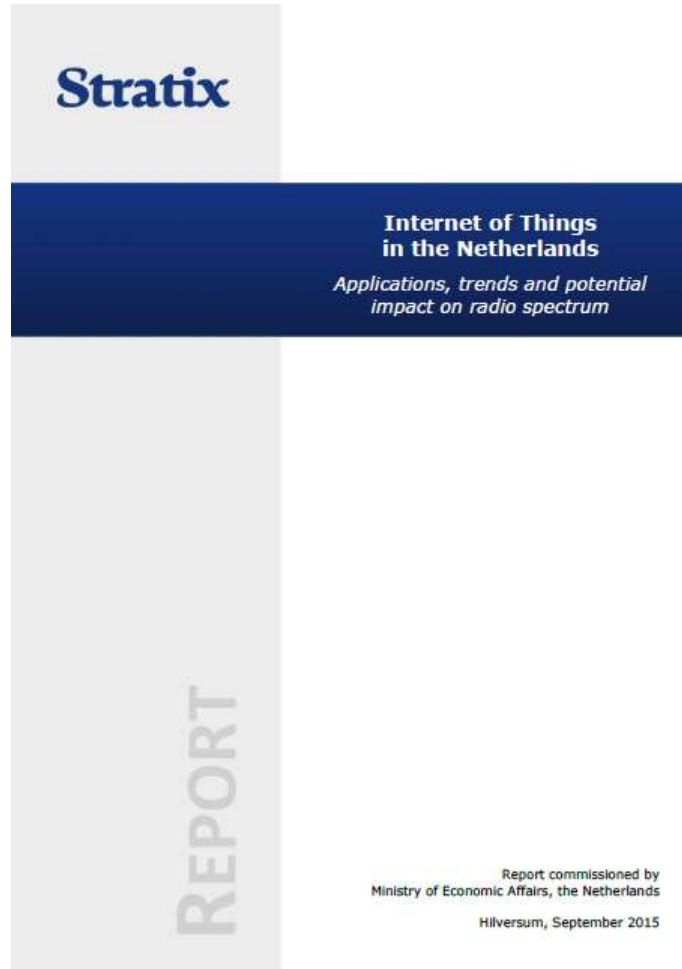 Stratix
Internet of Things
in the Netherlands
Applications, trends and potential
impact on radio spectrum
REPORT
Report commissioned by
Ministry of Economic Affairs, the Netherlands
Hilversum, September 2015